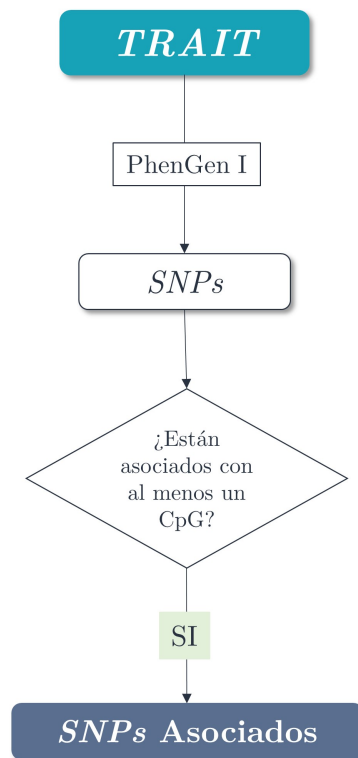 TRAIT
PhenGen I
SNPs
¿Están
asociados con
al menos un
CpG?
SI
SNPs Asociados